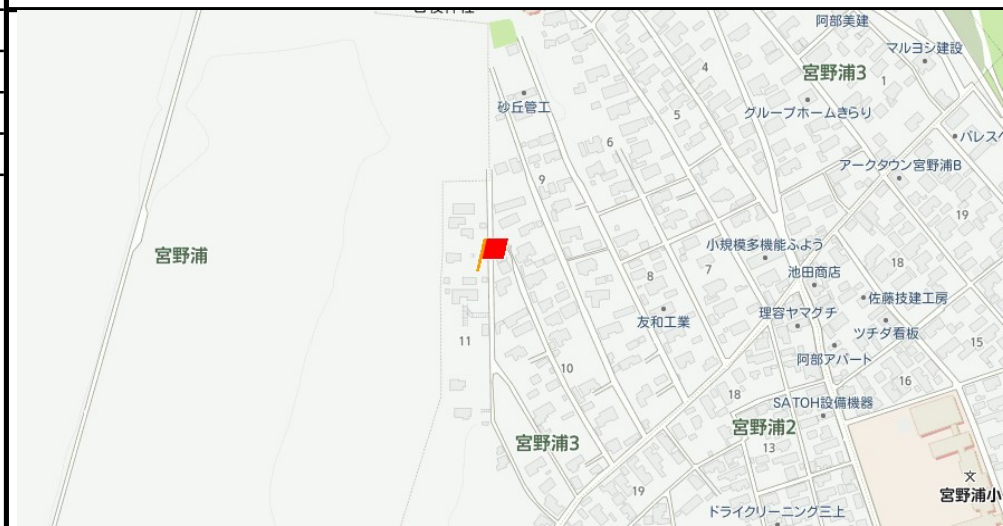 阿部美建
マルヨシ建設
宮野浦3
4
1
砂丘管工
グループホームきらり
5
パレスペ
6
アークタウン宮野浦B
9
19
宮野浦
小規模多機能ふよう
18
8
7
池田商店
佐藤技建工房
理容ヤマグチ
友和工業
ツチダ看板
11
15
阿部アパート
10
16
18
SATOH設備機器
宮野浦3
宮野浦2
13
文
宮野浦小
19
ドライクリーニング三上